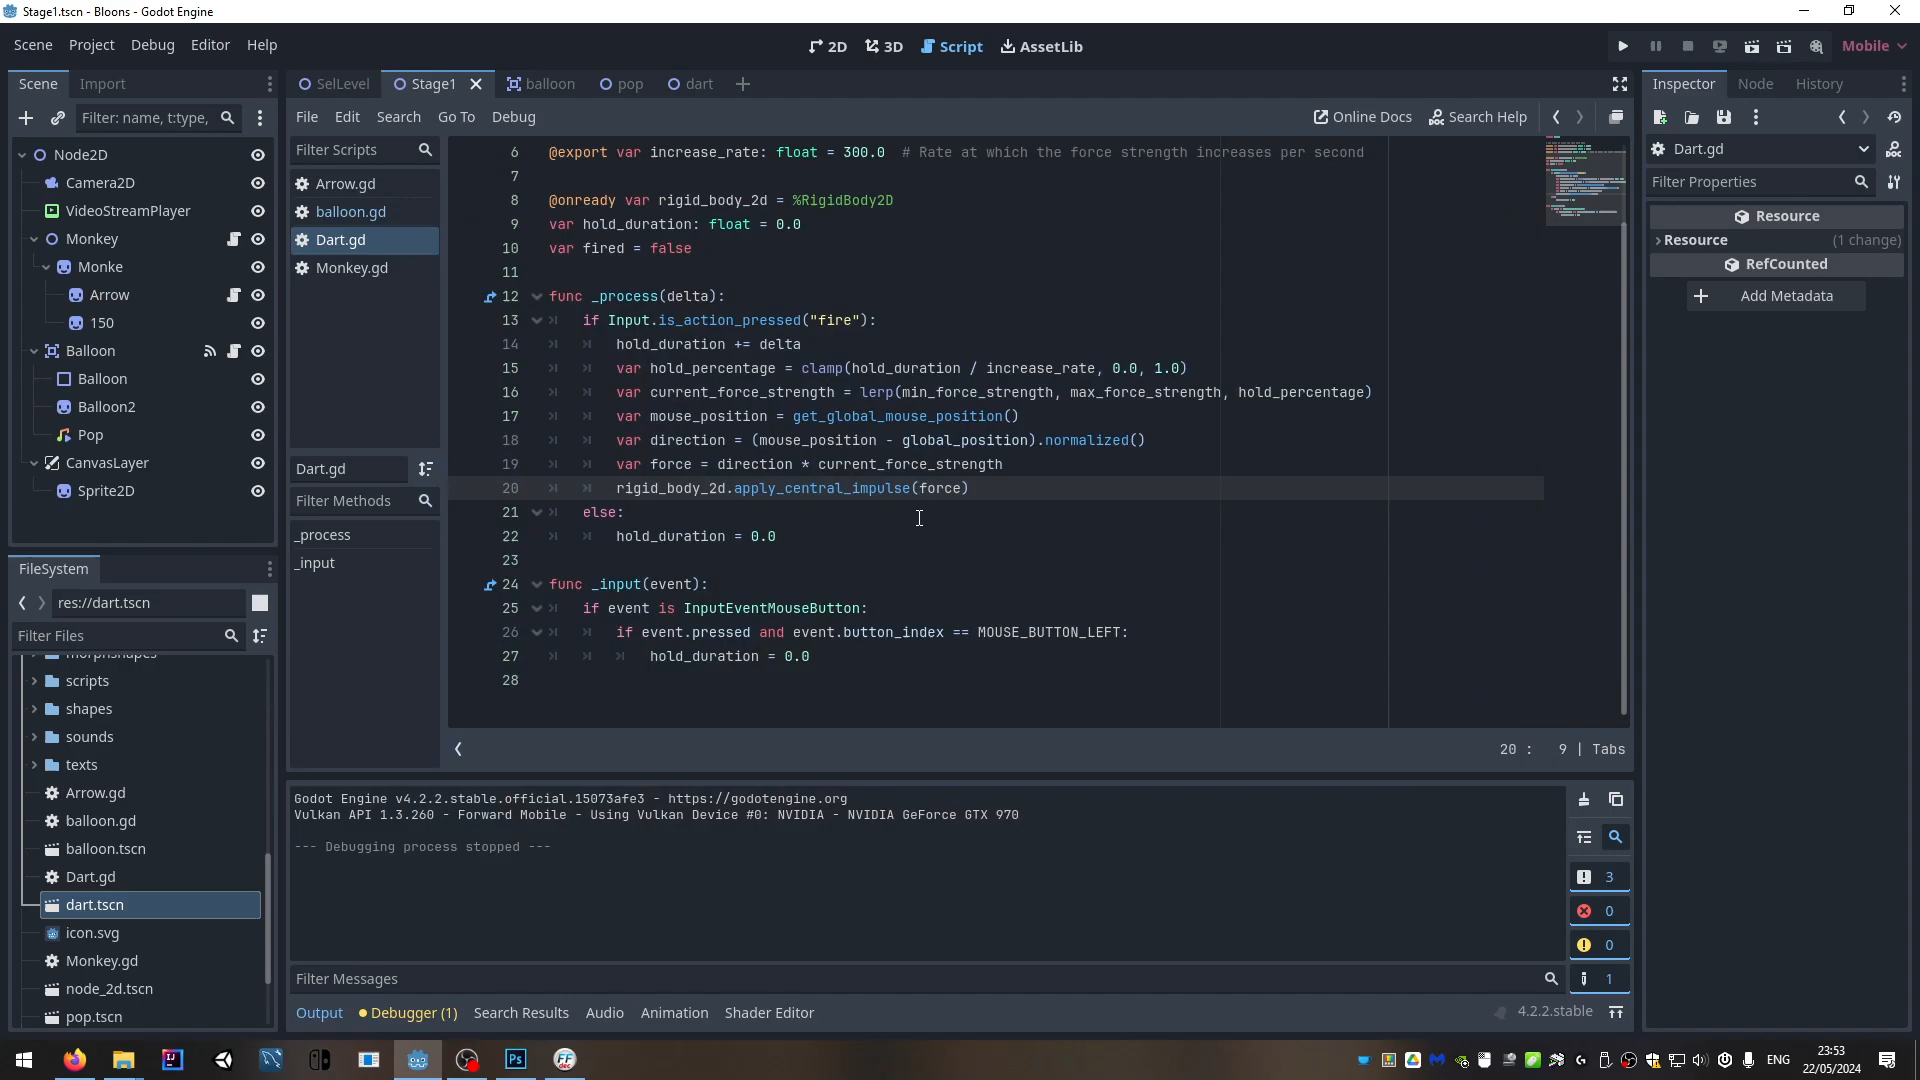 Stage1.tscn - Bloons - Godot Engine
Scene Project Debug Editor Help
2D 3D Script AssetLib
Mobile
Scene Import
Filter: name, t:type,
Node2D
Camera2D
VideoStreamPlayer
Monkey
Monke
Arrow
150
Balloon
Balloon
Balloon2
Pop
CanvasLayer
Sprite2D
FileSystem
res://dart.tscn
Filter Files
morphshapes
scripts
shapes
sounds
texts
Arrow.gd
balloon.gd
balloon.tscn
Dart.gd
dart.tscn
icon.svg
Monkey.gd
node_2d.tscn
pop.tscn
SelLevel Stage1 balloon pop dart
File Edit Search Go To Debug
Online Docs Search Help
Filter Scripts
Arrow.gd
balloon.gd
Dart.gd
Monkey.gd
Dart.gd
Filter Methods
_process
_input
6 @export var increase_rate: float = 300.0 # Rate at which the force strength increases per second
7
8 @onready var rigid_body_2d = %RigidBody2D
9 var hold_duration: float = 0.0
10 var fired = false
11
12 func _process(delta):
13 if Input.is_action_pressed("fire"):
14 hold_duration += delta
15 var hold_percentage = clamp(hold_duration / increase_rate, 0.0, 1.0)
16 var current_force_strength = lerp(min_force_strength, max_force_strength, hold_percentage)
17 var mouse_position = get_global_mouse_position()
18 var direction = (mouse_position - global_position).normalized()
19 var force = direction * current_force_strength
20 rigid_body_2d.apply_central_impulse(force)
21 else:
22 hold_duration = 0.0
23
24 func _input(event):
25 if event is InputEventMouseButton:
26 if event.pressed and event.button_index == MOUSE_BUTTON_LEFT:
27 hold_duration = 0.0
28
20 : 9 | Tabs
Godot Engine v4.2.2.stable.official.15073afe3 - https://godotengine.org
Vulkan API 1.3.260 - Forward Mobile - Using Vulkan Device #0: NVIDIA - NVIDIA GeForce GTX 970
--- Debugging process stopped ---
3
0
0
1
Filter Messages
Output Debugger (1) Search Results Audio Animation Shader Editor
4.2.2.stable
Inspector Node History
Dart.gd
Filter Properties
Resource
Resource (1 change)
RefCounted
Add Metadata
ENG
23:53
22/05/2024